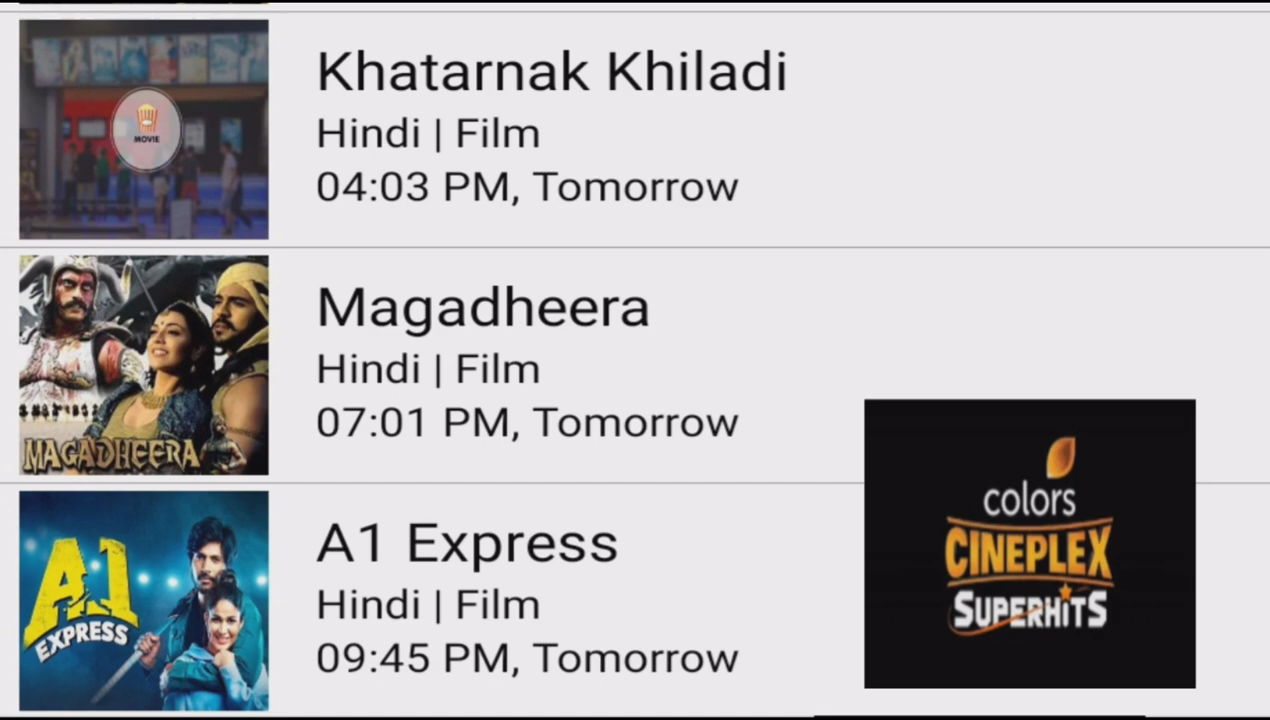 MOVIE
Khatarnak Khiladi
Hindi | Film
04:03 PM, Tomorrow
MAGADHEERA
Magadheera
Hindi | Film
07:01 PM, Tomorrow
A1
EXPRESS
A1 Express
Hindi | Film
09:45 PM, Tomorrow
colors
CINEPLEX
SUPERHiTS